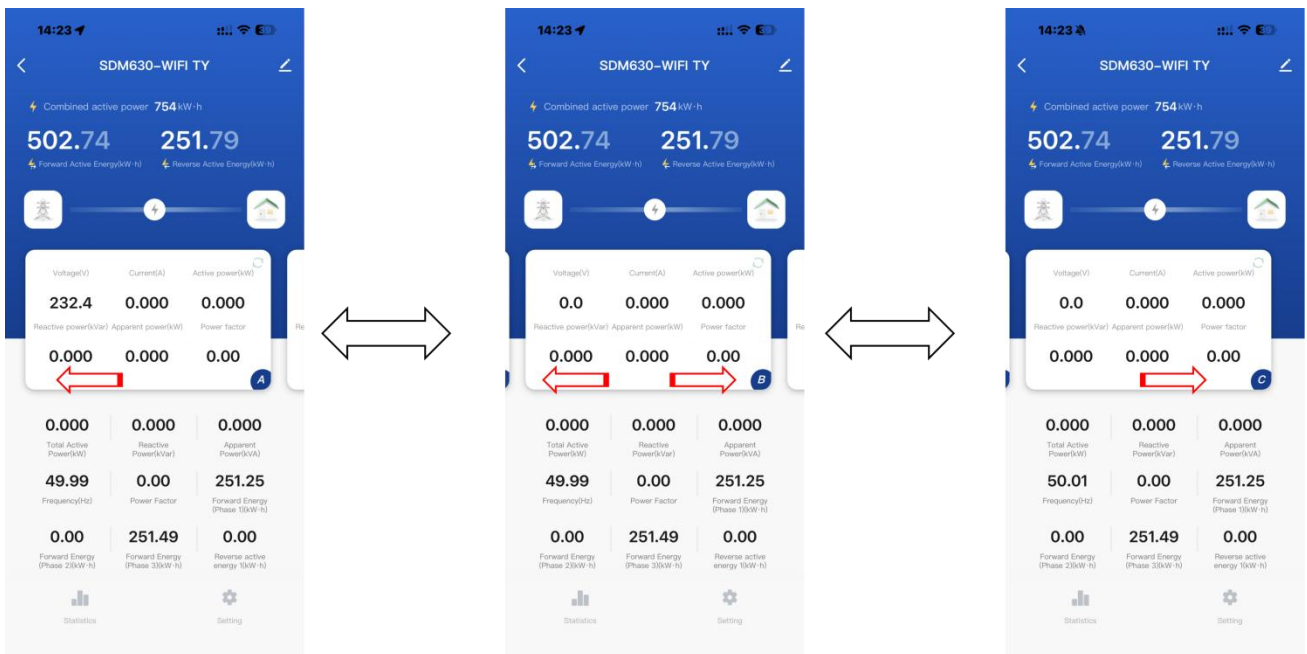 14:23
SDM630-WIFI TY
Combined active power 754 kW·h
502.74 251.79
Forward Active Energy(kW·h) Reverse Active Energy(kW·h)
Voltage(V) Current(A) Active power(kW)
232.4 0.000 0.000
Reactive power(kVar) Apparent power(kW) Power factor Re
0.000 0.000 0.00
A
0.000 0.000 0.000
Total Active Reactive Apparent
Power(kW) Power(kVar) Power(kVA)
49.99 0.00 251.25
Frequency(Hz) Power Factor Forward Energy
(Phase 1)(kW·h)
0.00 251.49 0.00
Forward Energy Forward Energy Reverse active
(Phase 2)(kW·h) (Phase 3)(kW·h) energy 1(kW·h)
Statistics Setting
14:23
SDM630-WIFI TY
Combined active power 754 kW·h
502.74 251.79
Forward Active Energy(kW·h) Reverse Active Energy(kW·h)
Voltage(V) Current(A) Active power(kW)
0.0 0.000 0.000
Reactive power(kVar) Apparent power(kW) Power factor Re
0.000 0.000 0.00
B
0.000 0.000 0.000
Total Active Reactive Apparent
Power(kW) Power(kVar) Power(kVA)
49.99 0.00 251.25
Frequency(Hz) Power Factor Forward Energy
(Phase 1)(kW·h)
0.00 251.49 0.00
Forward Energy Forward Energy Reverse active
(Phase 2)(kW·h) (Phase 3)(kW·h) energy 1(kW·h)
Statistics Setting
14:23
SDM630-WIFI TY
Combined active power 754 kW·h
502.74 251.79
Forward Active Energy(kW·h) Reverse Active Energy(kW·h)
Voltage(V) Current(A) Active power(kW)
0.0 0.000 0.000
Reactive power(kVar) Apparent power(kW) Power factor
0.000 0.000 0.00
C
0.000 0.000 0.000
Total Active Reactive Apparent
Power(kW) Power(kVar) Power(kVA)
50.01 0.00 251.25
Frequency(Hz) Power Factor Forward Energy
(Phase 1)(kW·h)
0.00 251.49 0.00
Forward Energy Forward Energy Reverse active
(Phase 2)(kW·h) (Phase 3)(kW·h) energy 1(kW·h)
Statistics Setting